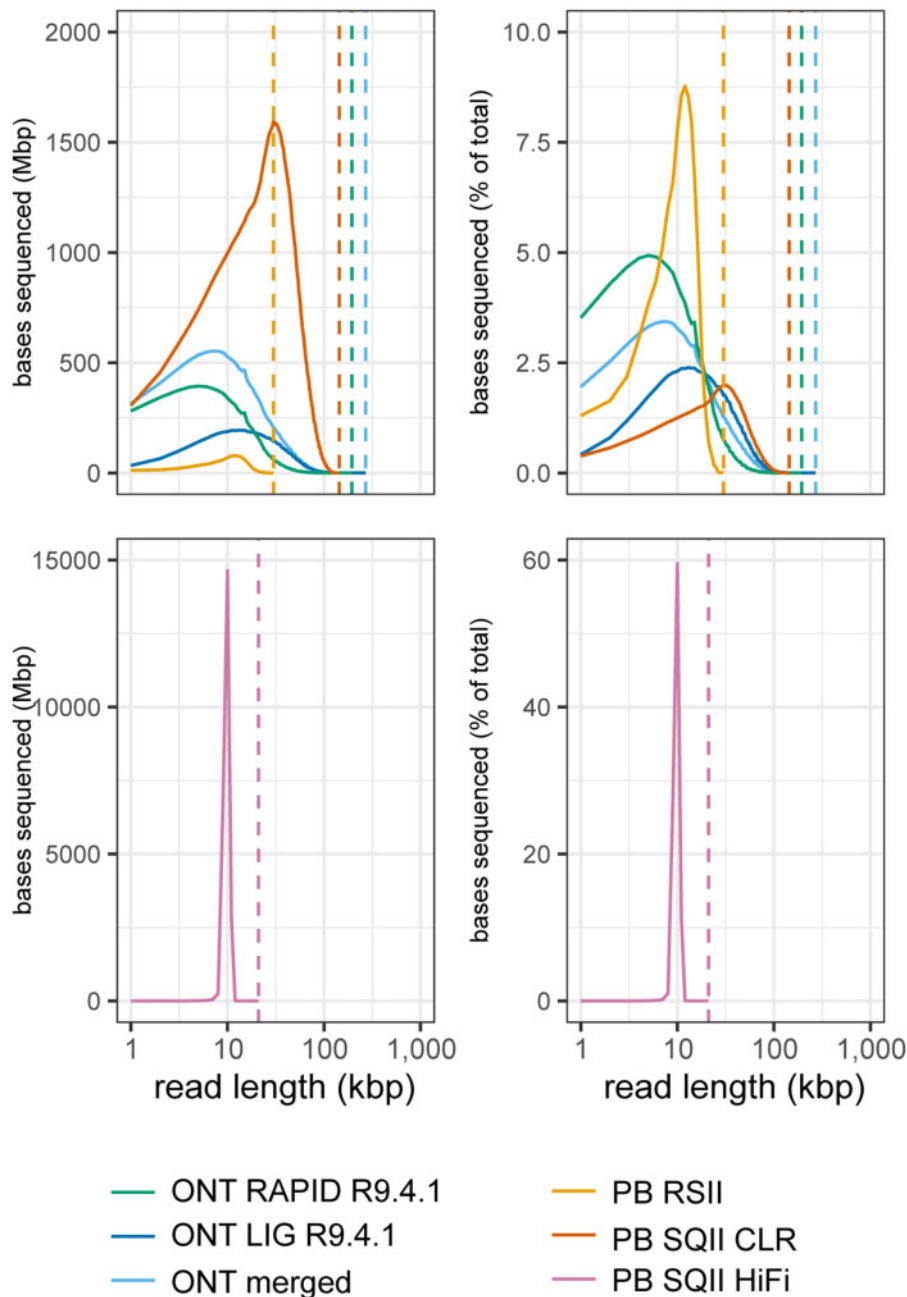 bases sequenced (Mbp)
2000
1500
1000
500
0
bases sequenced (% of total)
10.0
7.5
5.0
2.5
0.0
bases sequenced (Mbp)
15000
10000
5000
0
1 10 100 1,000
read length (kbp)
bases sequenced (% of total)
60
40
20
0
1 10 100 1,000
read length (kbp)
ONT RAPID R9.4.1
ONT LIG R9.4.1
ONT merged
PB RSII
PB SQII CLR
PB SQII HiFi